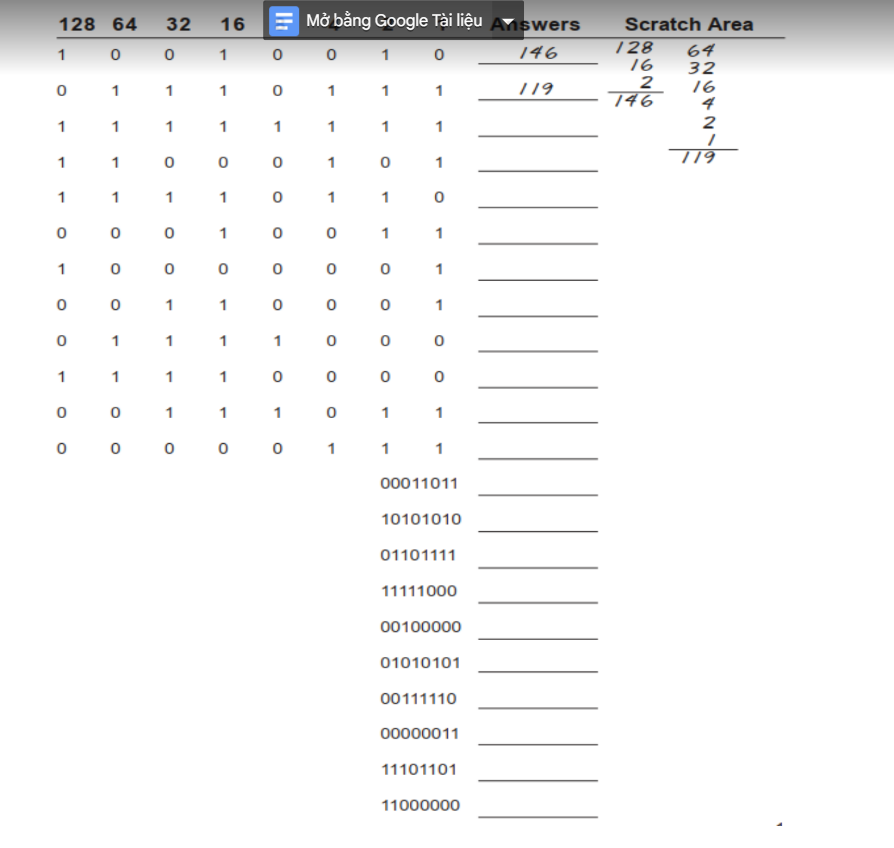 128 64 32 16 Mở bằng Google Tài liệu Answers Scratch Area
1 0 0 1 0 0 1 0 146 128 64
16 32
0 1 1 1 0 1 1 1 119 2 16
146 4
1 1 1 1 1 1 1 1 2
1
1 1 0 0 0 1 0 1 119
1 1 1 1 0 1 1 0
0 0 0 1 0 0 1 1
1 0 0 0 0 0 0 1
0 0 1 1 0 0 0 1
0 1 1 1 1 0 0 0
1 1 1 1 0 0 0 0
0 0 1 1 1 0 1 1
0 0 0 0 0 1 1 1
00011011
10101010
01101111
11111000
00100000
01010101
00111110
00000011
11101101
11000000